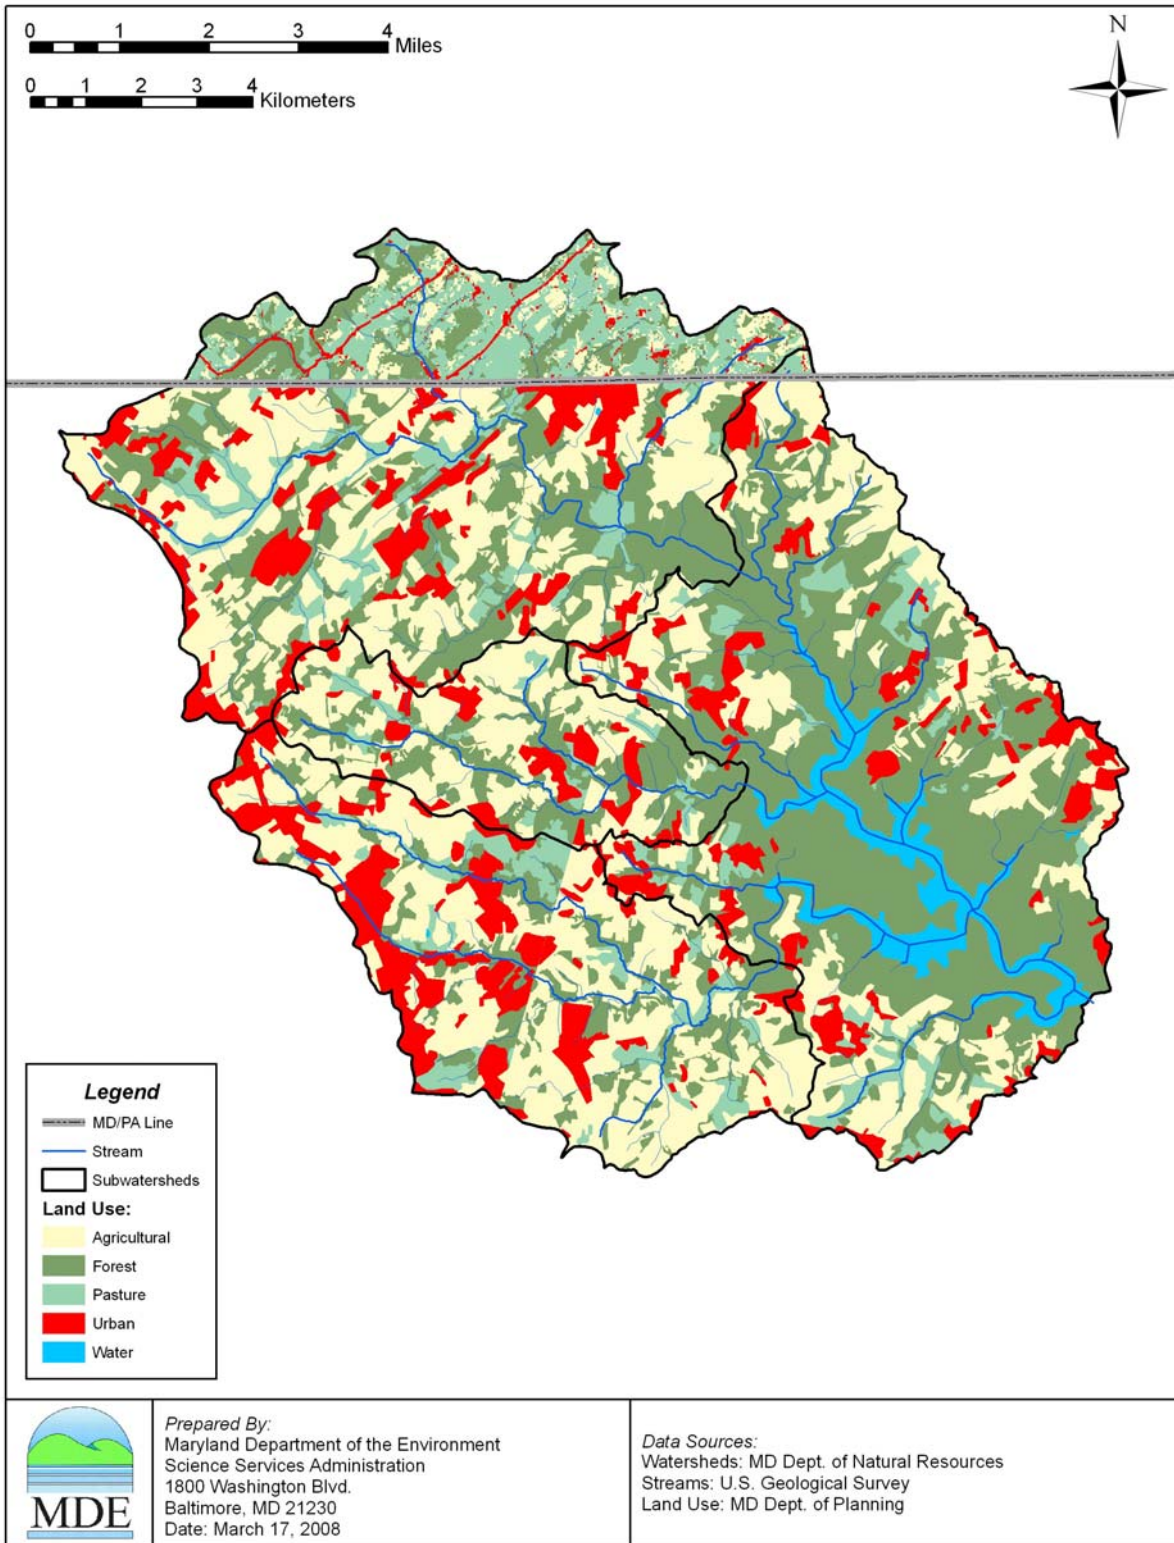 0 1 2 3 4
Miles
0 1 2 3 4
Kilometers
N
Legend
MD/PA Line
Stream
Subwatersheds
Land Use:
Agricultural
Forest
Pasture
Urban
Water
MDE
Prepared By:
Maryland Department of the Environment
Science Services Administration
1800 Washington Blvd.
Baltimore, MD 21230
Date: March 17, 2008
Data Sources:
Watersheds: MD Dept. of Natural Resources
Streams: U.S. Geological Survey
Land Use: MD Dept. of Planning